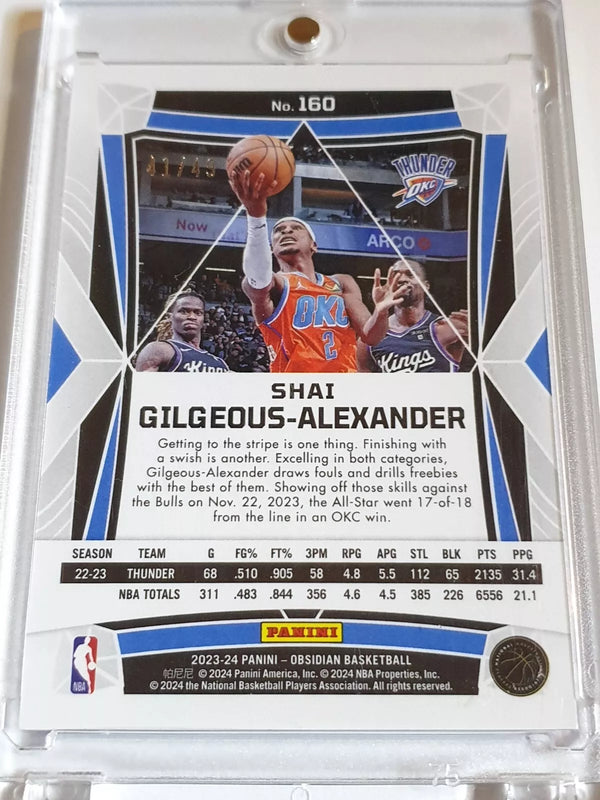 No. 160
THUNDER
OKC
Now
ARCO
OKC
2
Kings
Kings
SHAI
GILGEOUS-ALEXANDER
Getting to the stripe is one thing. Finishing with
a swish is another. Excelling in both categories,
Gilgeous-Alexander draws fouls and drills freebies
with the best of them. Showing off those skills against
the Bulls on Nov. 22, 2023, the All-Star went 17-of-18
from the line in an OKC win.
SEASON TEAM G FG% FT% 3PM RPG APG STL BLK PTS PPG
22-23 THUNDER 68 .510 .905 58 4.8 5.5 112 65 2135 31.4
NBA TOTALS 311 .483 .844 356 4.6 4.5 385 226 6556 21.1
PANINI
2023-24 PANINI – OBSIDIAN BASKETBALL
帕尼尼 © 2024 Panini America, Inc. © 2024 NBA Properties, Inc.
© 2024 the National Basketball Players Association. All rights reserved.
NBA